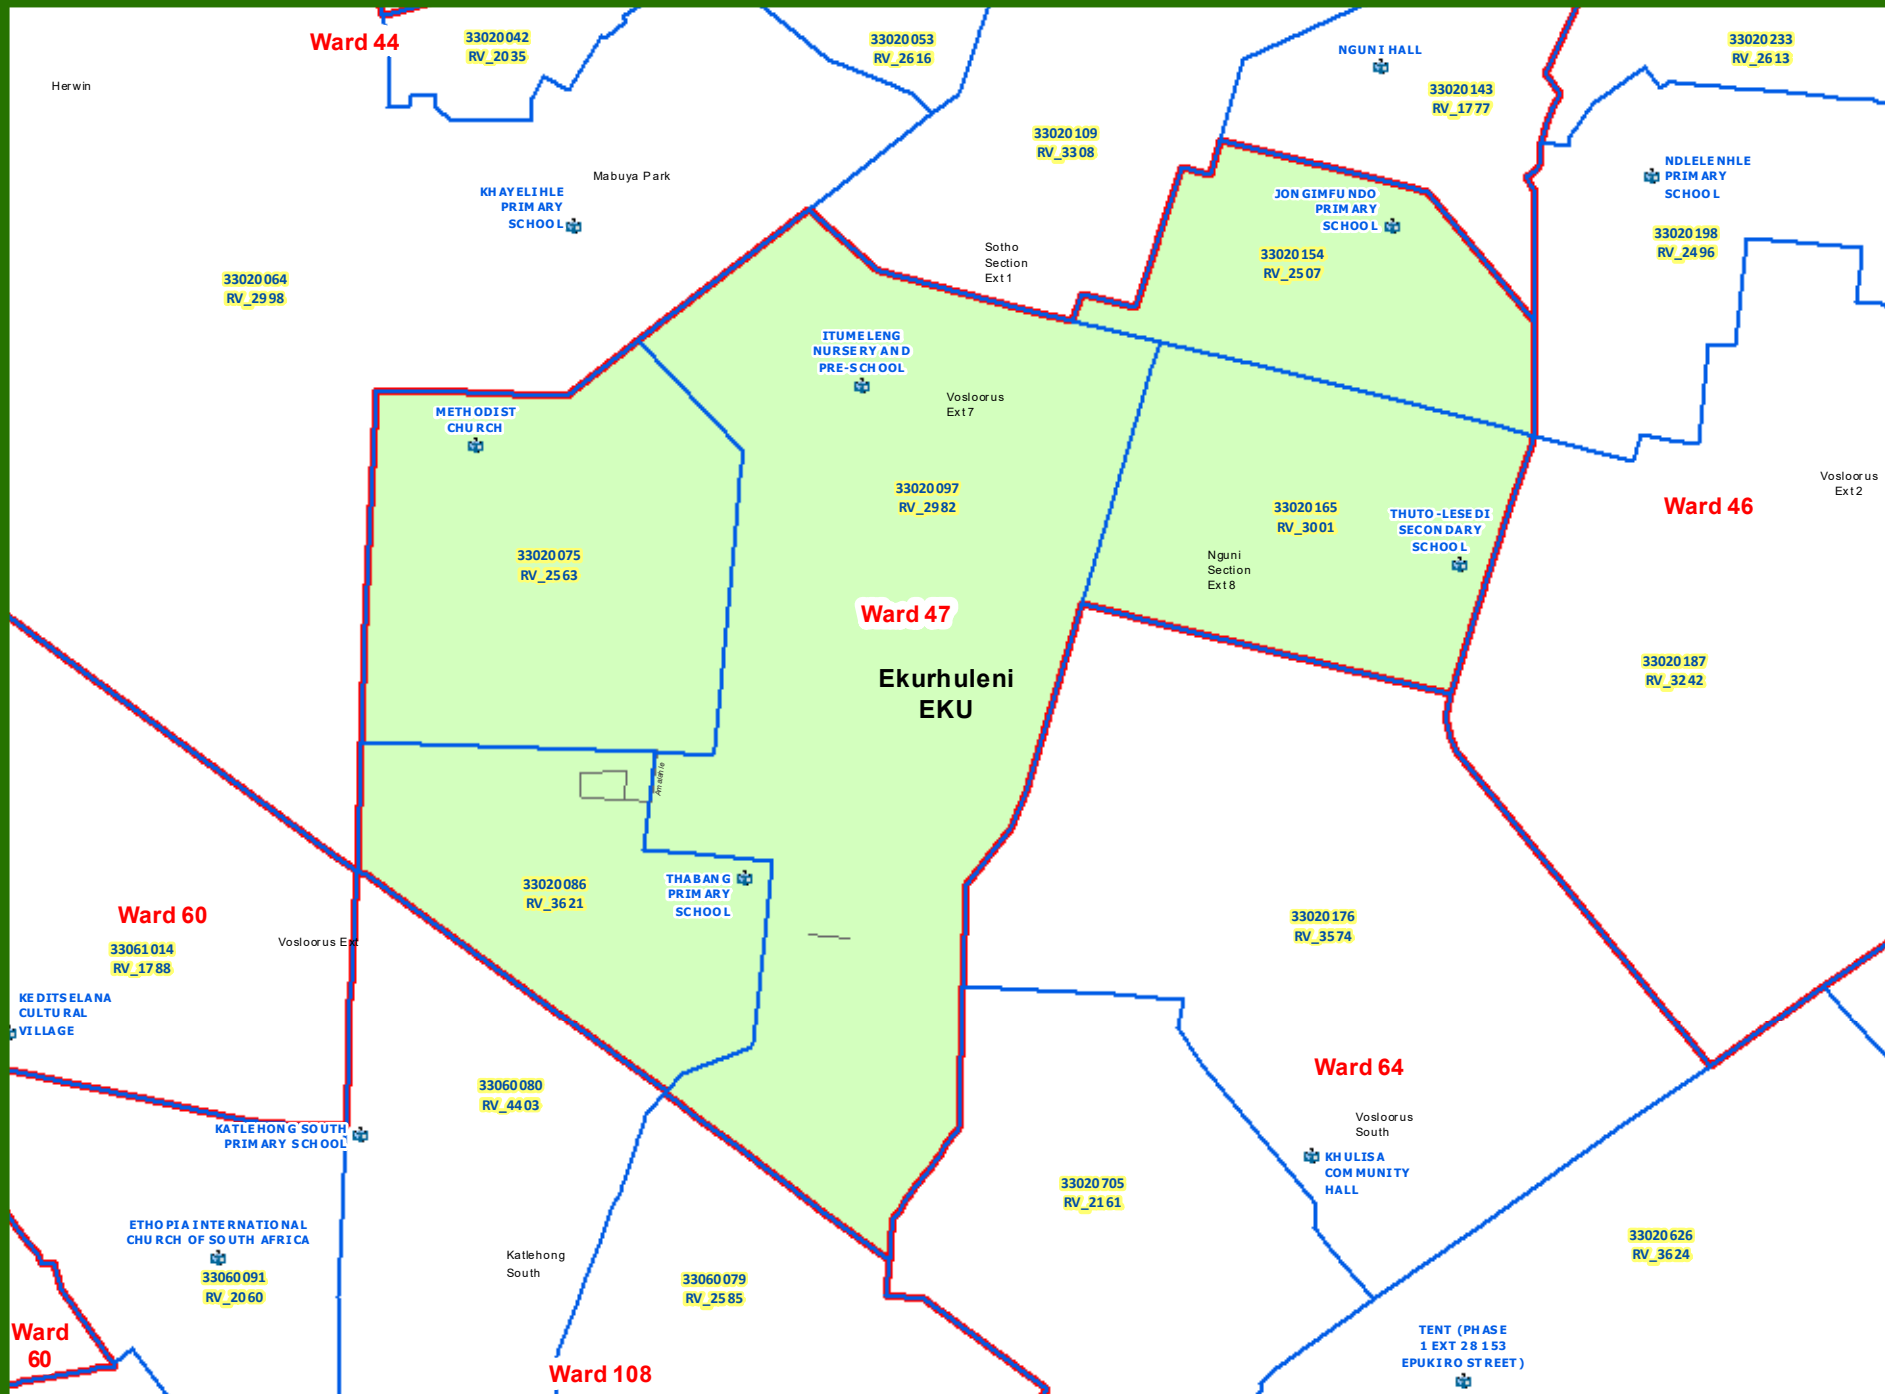 Ward 44
33020042
RV_2035
33020053
RV_2616
NGUNI HALL
33020233
RV_2613
Herwin
33020143
RV_1777
33020109
RV_3308
Mabuya Park
KHAYELIHLE
PRIMARY
SCHOOL
NDLELENHLE
PRIMARY
SCHOOL
JONGIMFUNDO
PRIMARY
SCHOOL
33020198
RV_2496
Sotho
Section
Ext 1
33020154
RV_2507
33020064
RV_2998
ITUMELENG
NURSERY AND
PRE-SCHOOL
Vosloorus
Ext 7
METHODIST
CHURCH
Vosloorus
Ext 2
33020097
RV_2982
33020165
RV_3001
THUTO-LESEDI
SECONDARY
SCHOOL
Ward 46
33020075
RV_2563
Nguni
Section
Ext 8
Ward 47
Ekurhuleni
EKU
33020187
RV_3242
Amalahle
33020086
RV_3621
THABANG
PRIMARY
SCHOOL
Ward 60
33061014
RV_1788
Vosloorus Ext
33020176
RV_3574
KEDITSELANA
CULTURAL
VILLAGE
33060080
RV_4403
Ward 64
Vosloorus
South
KATLEHONG SOUTH
PRIMARY SCHOOL
KHULISA
COMMUNITY
HALL
33020705
RV_2161
ETHOPIA INTERNATIONAL
CHURCH OF SOUTH AFRICA
33060091
RV_2060
Katlehong
South
33060079
RV_2585
33020626
RV_3624
Ward
60
TENT (PHASE
1 EXT 28 153
EPUKIRO STREET)
Ward 108